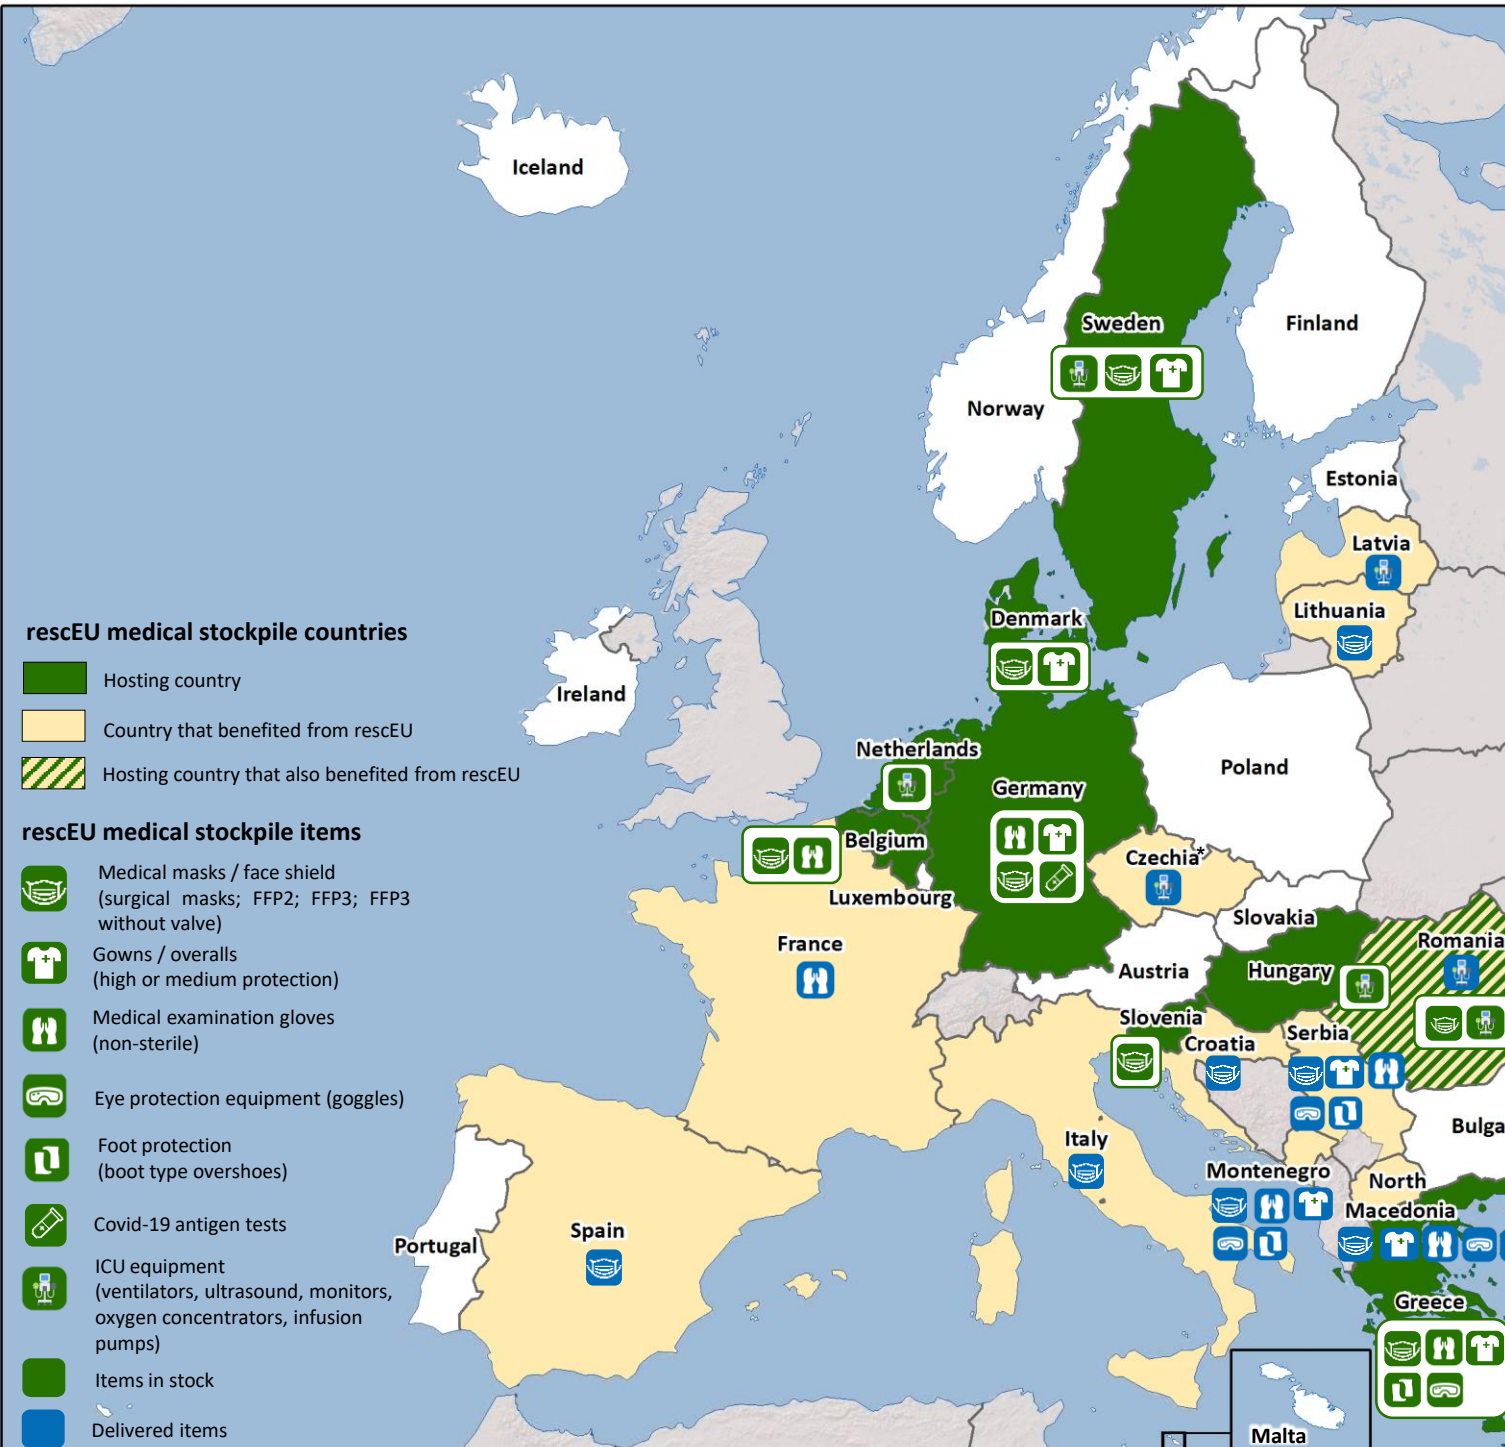 Iceland
Sweden
Finland
Norway
Estonia
Latvia
Lithuania
Denmark
rescEU medical stockpile countries
Hosting country
Country that benefited from rescEU
Hosting country that also benefited from rescEU
Ireland
Netherlands
Germany
Poland
Belgium
Czechia*
Luxembourg
Slovakia
France
Romania
Austria
Hungary
Slovenia
Croatia
Serbia
Bulga
Italy
Montenegro
North
Macedonia
Spain
Portugal
Greece
Malta
rescEU medical stockpile items
Medical masks / face shield
(surgical masks; FFP2; FFP3; FFP3
without valve)
Gowns / overalls
(high or medium protection)
Medical examination gloves
(non-sterile)
Eye protection equipment (goggles)
Foot protection
(boot type overshoes)
Covid-19 antigen tests
ICU equipment
(ventilators, ultrasound, monitors,
oxygen concentrators, infusion
pumps)
Items in stock
Delivered items